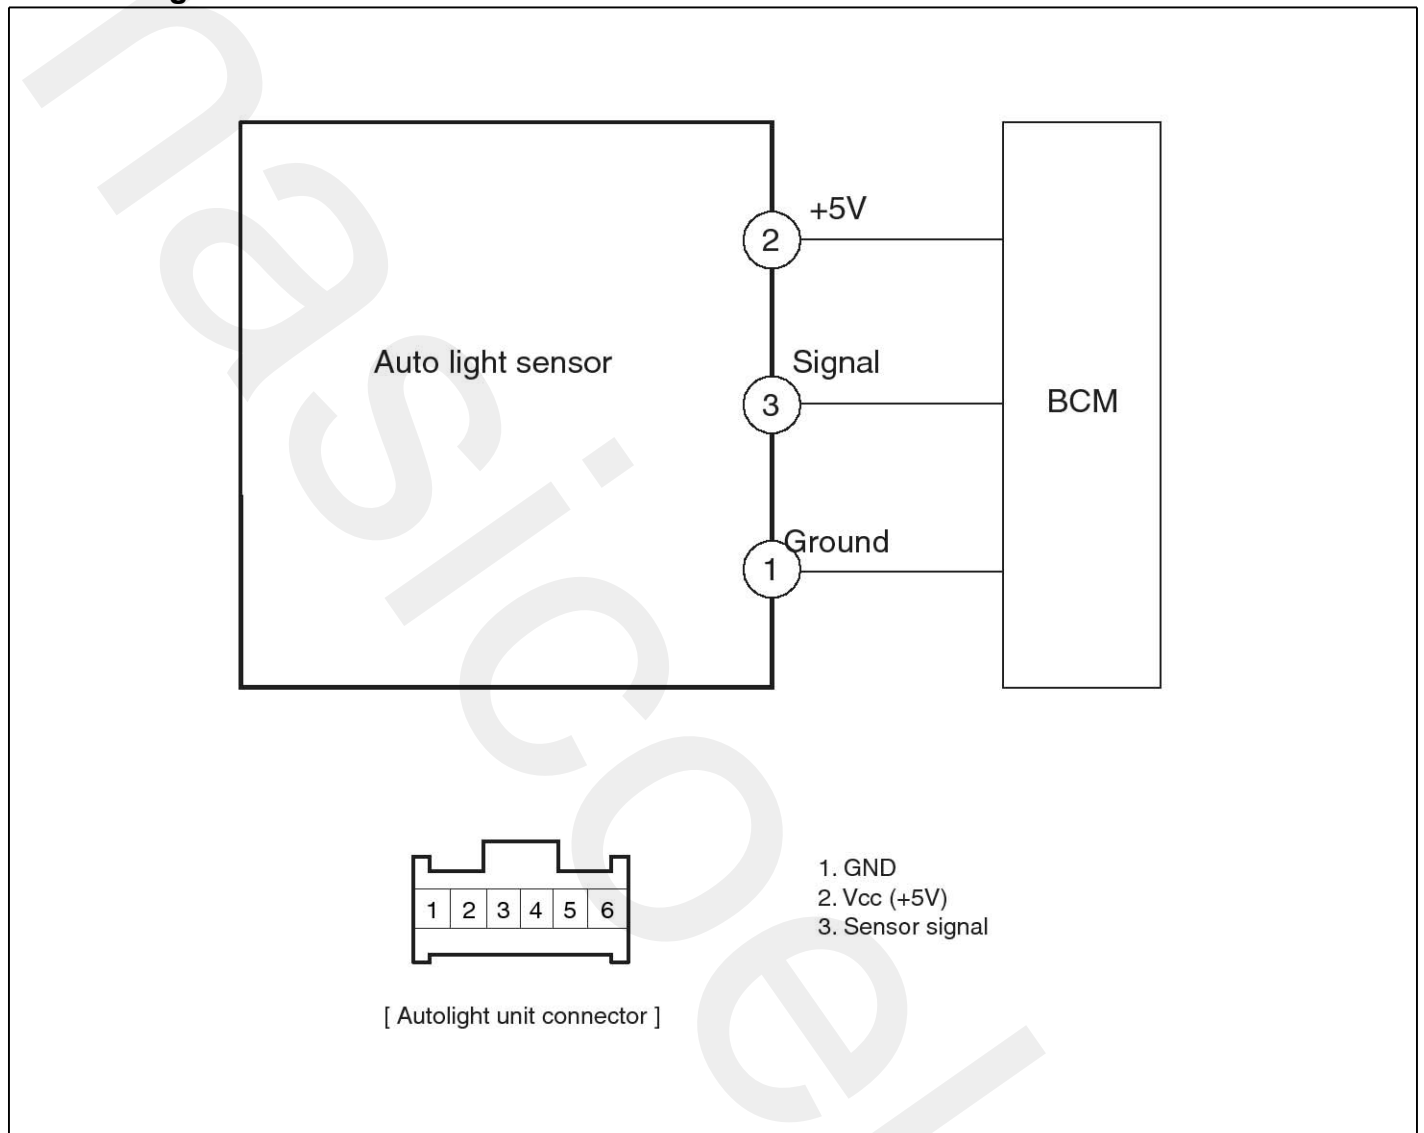 +5V
2
Auto light sensor
Signal
3
BCM
Ground
1
1 2 3 4 5 6
1. GND
2. Vcc (+5V)
3. Sensor signal
[ Autolight unit connector ]